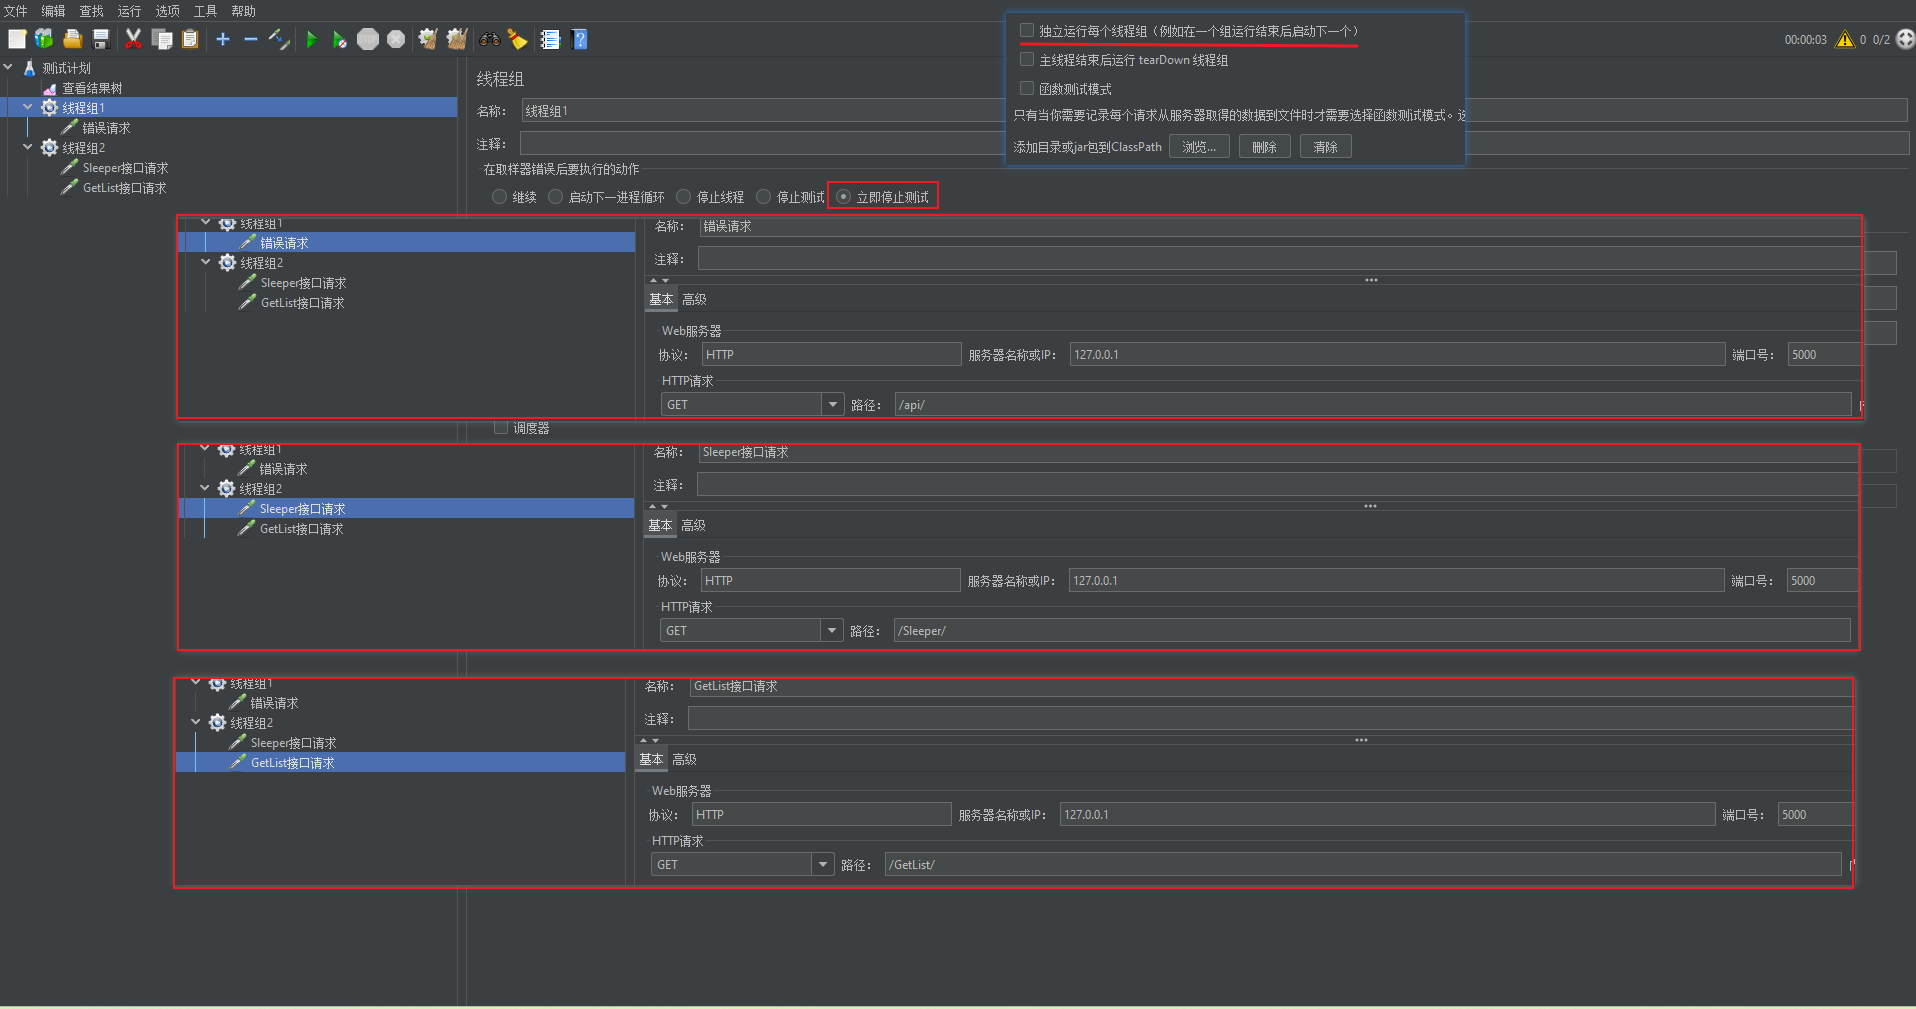 文件 编辑 查找 运行 选项 工具 帮助
00:00:03 0 0/2
测试计划
查看结果树
线程组1
错误请求
线程组2
Sleeper接口请求
GetList接口请求
线程组
名称： 线程组1
注释：
在取样器错误后要执行的动作
继续 启动下一进程循环 停止线程 停止测试 立即停止测试
独立运行每个线程组（例如在一个组运行结束后启动下一个）
主线程结束后运行 tearDown 线程组
函数测试模式
只有当你需要记录每个请求从服务器取得的数据到文件时才需要选择函数测试模式。
添加目录或jar包到ClassPath 浏览... 删除 清除
线程组1
错误请求
线程组2
Sleeper接口请求
GetList接口请求
名称： 错误请求
注释：
基本 高级
Web服务器
协议： HTTP 服务器名称或IP： 127.0.0.1 端口号： 5000
HTTP请求
GET 路径： /api/
调度器
线程组1
错误请求
线程组2
Sleeper接口请求
GetList接口请求
名称： Sleeper接口请求
注释：
基本 高级
Web服务器
协议： HTTP 服务器名称或IP： 127.0.0.1 端口号： 5000
HTTP请求
GET 路径： /Sleeper/
线程组1
错误请求
线程组2
Sleeper接口请求
GetList接口请求
名称： GetList接口请求
注释：
基本 高级
Web服务器
协议： HTTP 服务器名称或IP： 127.0.0.1 端口号： 5000
HTTP请求
GET 路径： /GetList/